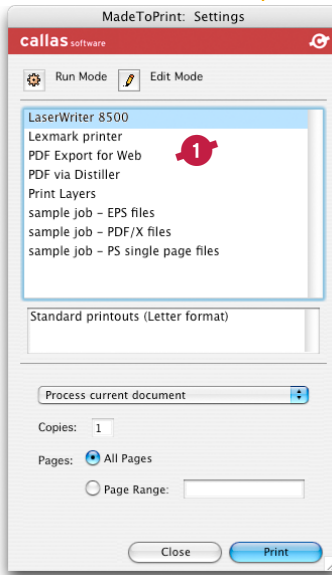 MadeToPrint: Settings
callas software
Run Mode Edit Mode
LaserWriter 8500
Lexmark printer
PDF Export for Web
1
PDF via Distiller
Print Layers
sample job – EPS files
sample job – PDF/X files
sample job – PS single page files
Standard printouts (Letter format)
Process current document
Copies: 1
Pages: All Pages
Page Range:
Close Print